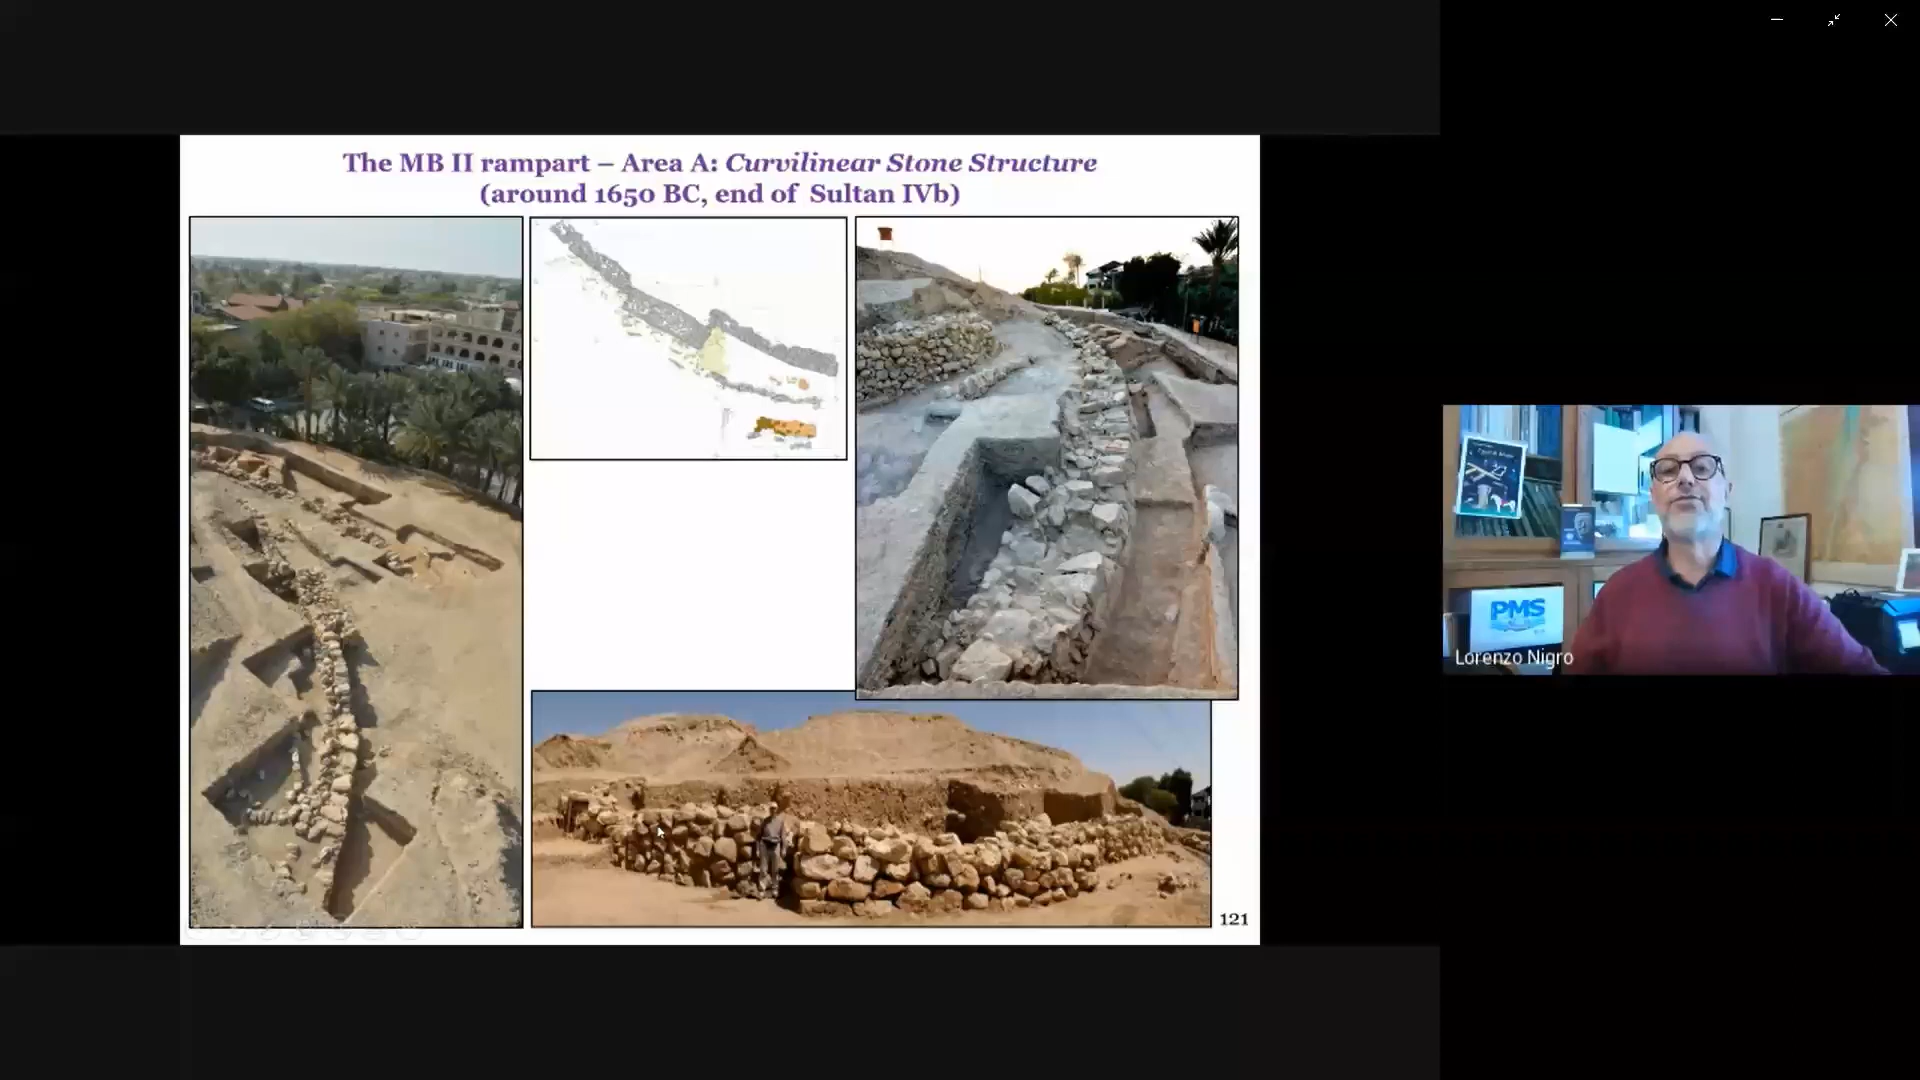 The MB II rampart – Area A: Curvilinear Stone Structure
(around 1650 BC, end of Sultan IVb)
121
PMS
Lorenzo Nigro